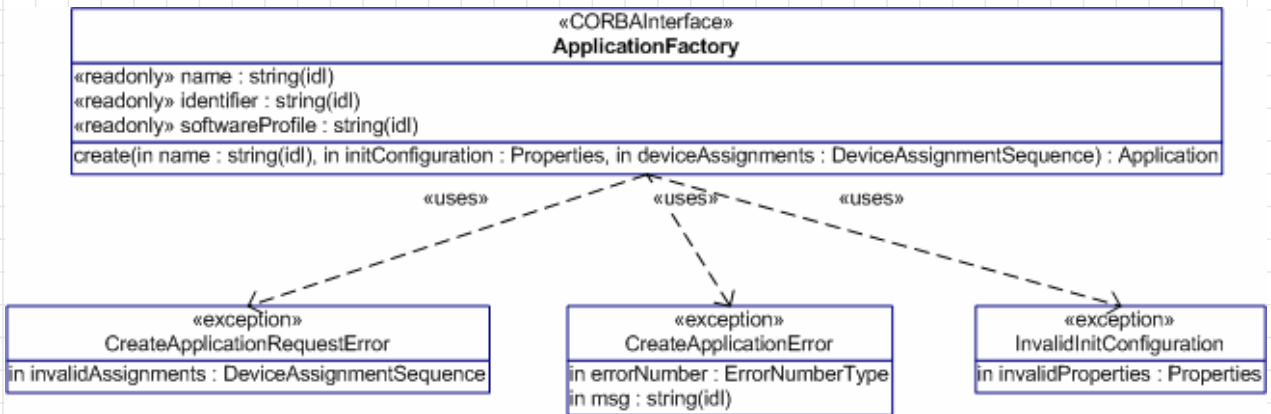 «CORBAInterface»
ApplicationFactory
«readonly» name : string(idl)
«readonly» identifier : string(idl)
«readonly» softwareProfile : string(idl)
create(in name : string(idl), in initConfiguration : Properties, in deviceAssignments : DeviceAssignmentSequence) : Application
«uses» «uses» «uses»
«exception»
CreateApplicationRequestError
in invalidAssignments : DeviceAssignmentSequence
«exception»
CreateApplicationError
in errorNumber : ErrorNumberType
in msg : string(idl)
«exception»
InvalidInitConfiguration
in invalidProperties : Properties